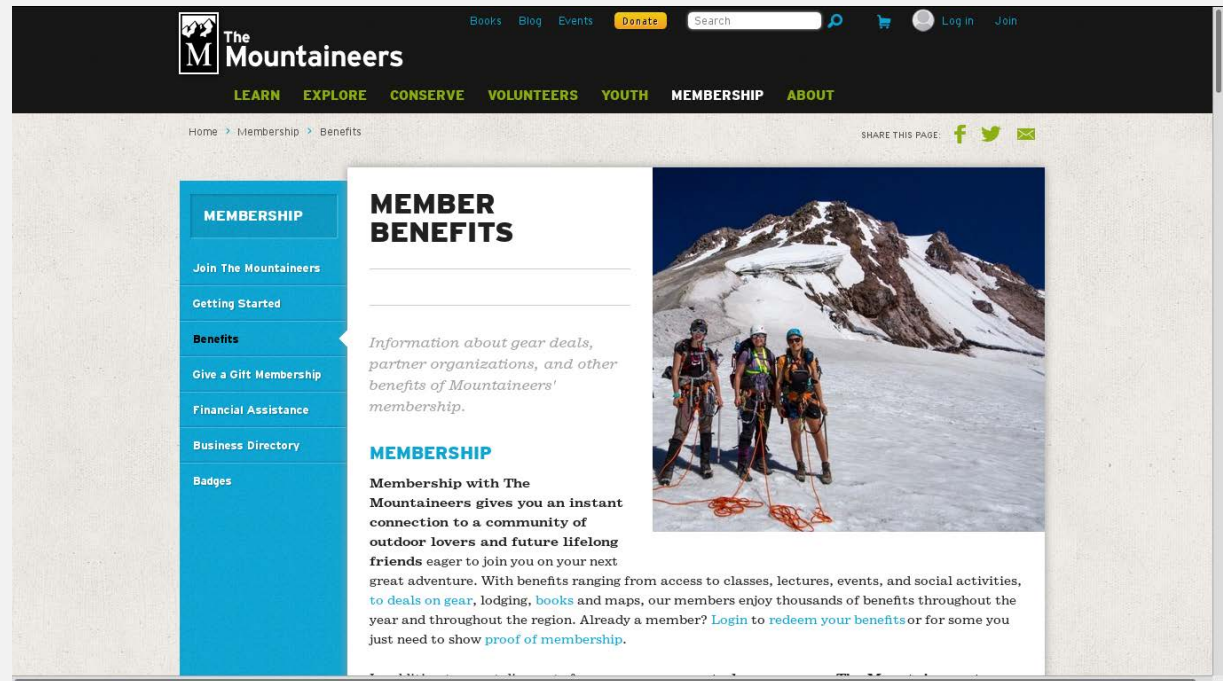 Books Blog Events Donate Search Log in Join
M The
Mountaineers
LEARN EXPLORE CONSERVE VOLUNTEERS YOUTH MEMBERSHIP ABOUT
Home > Membership > Benefits
SHARE THIS PAGE:
MEMBERSHIP
Join The Mountaineers
Getting Started
Benefits
Give a Gift Membership
Financial Assistance
Business Directory
Badges
MEMBER
BENEFITS
Information about gear deals,
partner organizations, and other
benefits of Mountaineers'
membership.
MEMBERSHIP
Membership with The
Mountaineers gives you an instant
connection to a community of
outdoor lovers and future lifelong
friends eager to join you on your next
great adventure. With benefits ranging from access to classes, lectures, events, and social activities,
to deals on gear, lodging, books and maps, our members enjoy thousands of benefits throughout the
year and throughout the region. Already a member? Login to redeem your benefits or for some you
just need to show proof of membership.